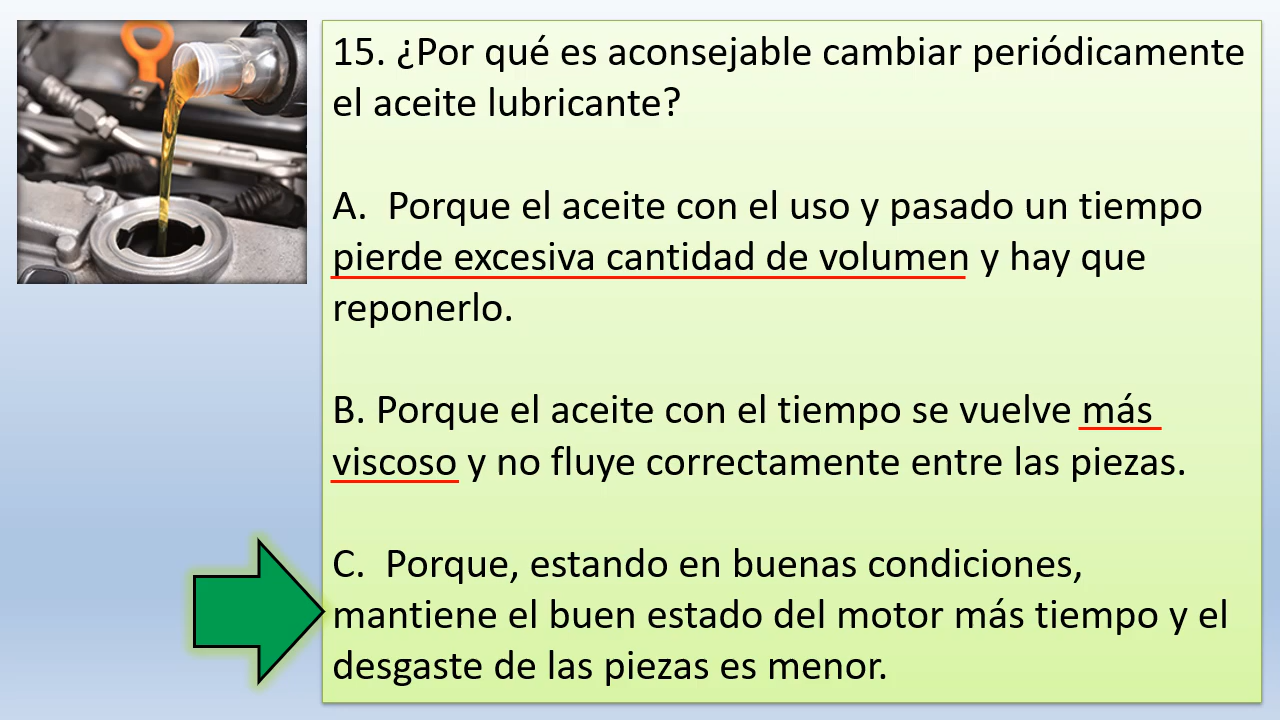 15. ¿Por qué es aconsejable cambiar periódicamente
el aceite lubricante?
A. Porque el aceite con el uso y pasado un tiempo
pierde excesiva cantidad de volumen y hay que
reponerlo.
B. Porque el aceite con el tiempo se vuelve más
viscoso y no fluye correctamente entre las piezas.
C. Porque, estando en buenas condiciones,
mantiene el buen estado del motor más tiempo y el
desgaste de las piezas es menor.